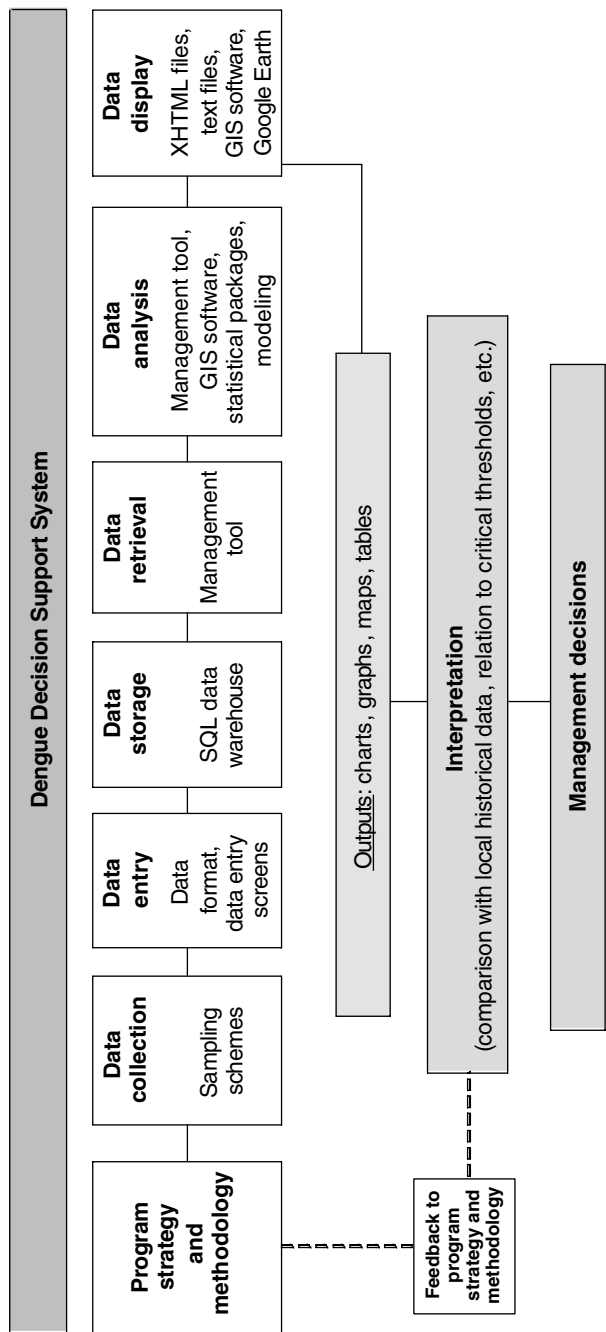 Dengue Decision Support System
Program
strategy
and
methodology
Data
collection
Sampling
schemes
Data
entry
Data
format,
data entry
screens
Data
storage
SQL data
warehouse
Data
retrieval
Management
tool
Data
analysis
Management tool,
GIS software,
statistical packages,
modeling
Data
display
XHTML files,
text files,
GIS software,
Google Earth
Outputs: charts, graphs, maps, tables
Feedback to
program
strategy and
methodology
Interpretation
(comparison with local historical data, relation to critical thresholds, etc.)
Management decisions